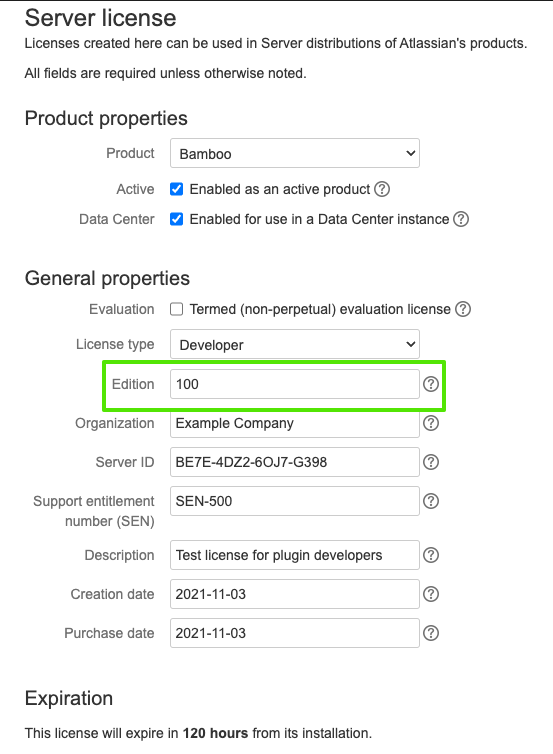 Server license
Licenses created here can be used in Server distributions of Atlassian's products.
All fields are required unless otherwise noted.
Product properties
Product Bamboo
Active Enabled as an active product ?
Data Center Enabled for use in a Data Center instance ?
General properties
Evaluation Termed (non-perpetual) evaluation license ?
License type Developer
Edition 100 ?
Organization Example Company ?
Server ID BE7E-4DZ2-6OJ7-G398 ?
Support entitlement SEN-500 ?
number (SEN)
Description Test license for plugin developers ?
Creation date 2021-11-03 ?
Purchase date 2021-11-03 ?
Expiration
This license will expire in 120 hours from its installation.